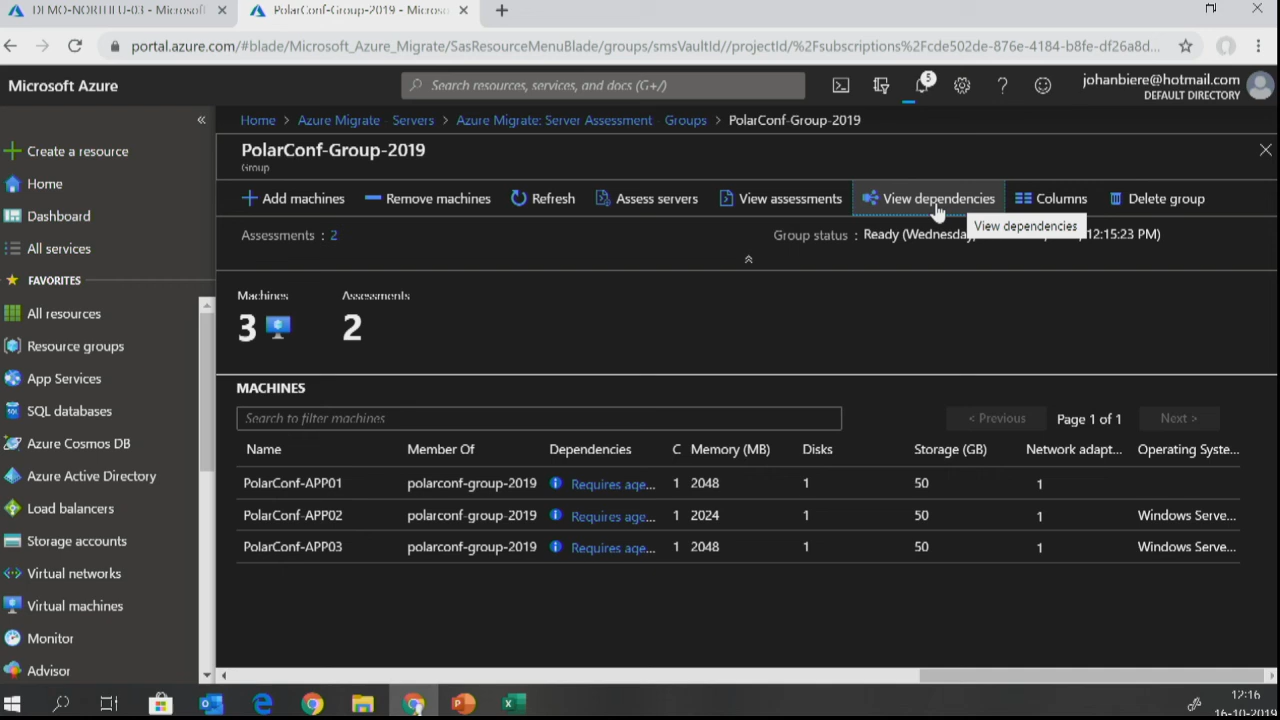 DEMO-NORTHEU-03 - Microsoft
PolarConf-Group-2019 - Microso
portal.azure.com/#blade/Microsoft_Azure_Migrate/SasResourceMenuBlade/groups/smsVaultId//projectId/%2Fsubscriptions%2Fcde502de-876e-4184-b8fe-df26a8d...
Microsoft Azure
Search resources, services, and docs (G+/)
5
johanbiere@hotmail.com
DEFAULT DIRECTORY
«
Home > Azure Migrate - Servers > Azure Migrate: Server Assessment - Groups > PolarConf-Group-2019
PolarConf-Group-2019
Group
Add machines Remove machines Refresh Assess servers View assessments View dependencies Columns Delete group
View dependencies
Assessments : 2
Group status : Ready (Wednesday, 12:15:23 PM)
Machines Assessments
3 2
MACHINES
Search to filter machines
< Previous Page 1 of 1 Next >
Name Member Of Dependencies C Memory (MB) Disks Storage (GB) Network adapt... Operating Syste...
PolarConf-APP01 polarconf-group-2019 Requires age... 1 2048 1 50 1
PolarConf-APP02 polarconf-group-2019 Requires age... 1 2024 1 50 1 Windows Serve...
PolarConf-APP03 polarconf-group-2019 Requires age... 1 2048 1 50 1 Windows Serve...
Create a resource
Home
Dashboard
All services
FAVORITES
All resources
Resource groups
App Services
SQL databases
Azure Cosmos DB
Azure Active Directory
Load balancers
Storage accounts
Virtual networks
Virtual machines
Monitor
Advisor
12:16
16-10-2019